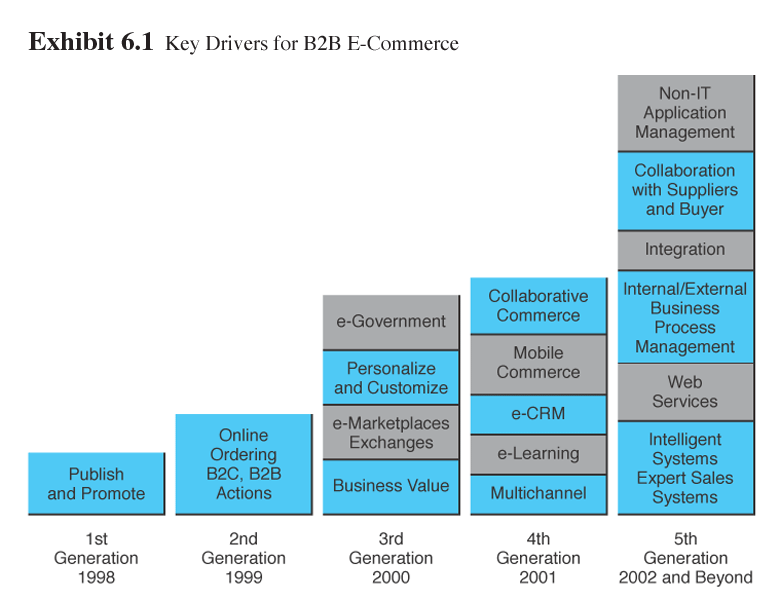 Exhibit 6.1 Key Drivers for B2B E-Commerce
Publish
and Promote
1st
Generation
1998
Online
Ordering
B2C, B2B
Actions
2nd
Generation
1999
e-Government
Personalize
and Customize
e-Marketplaces
Exchanges
Business Value
3rd
Generation
2000
Collaborative
Commerce
Mobile
Commerce
e-CRM
e-Learning
Multichannel
4th
Generation
2001
Non-IT
Application
Management
Collaboration
with Suppliers
and Buyer
Integration
Internal/External
Business
Process
Management
Web
Services
Intelligent
Systems
Expert Sales
Systems
5th
Generation
2002 and Beyond